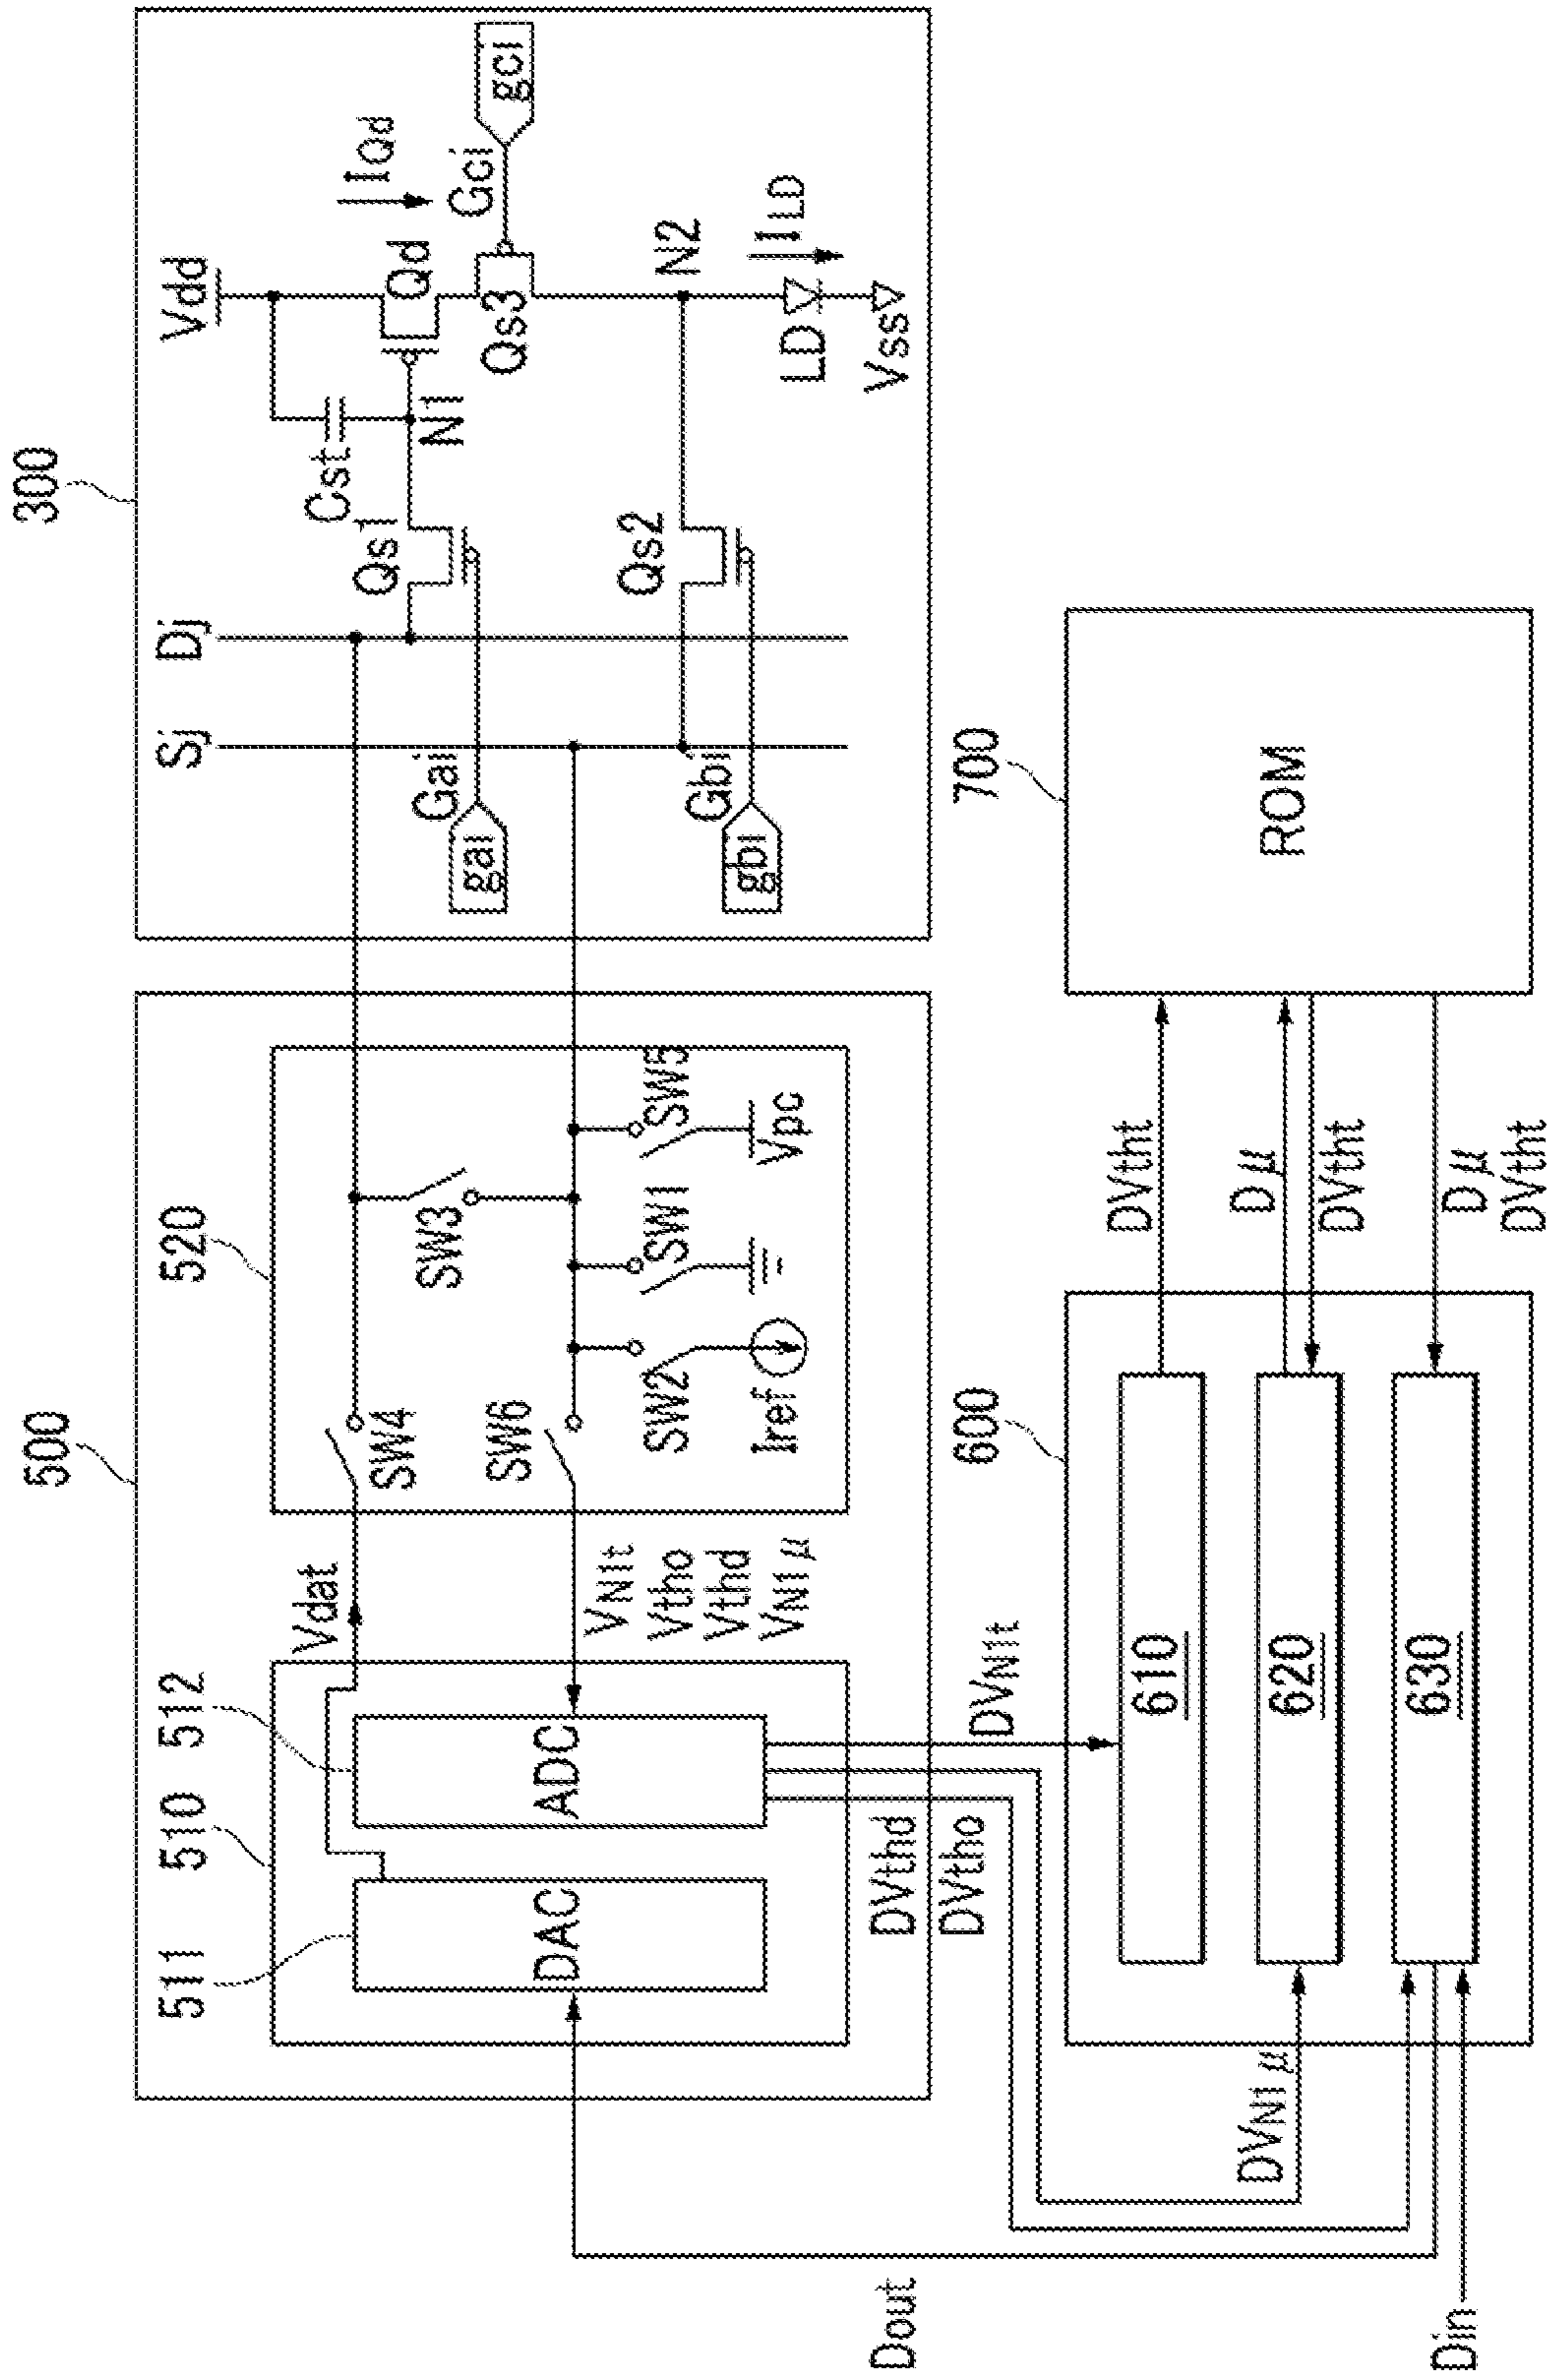 500
510
511
512
DAC
ADC
Vdat
VN1t
Vtho
Vthd
VN1μ
520
SW4
SW6
SW3
SW2
SW1
SW5
Iref
Vpc
300
Sj
Dj
Vdd
Gai
gai
Gbi
gbi
Qs1
Cst
N1
Qd
IQd
Qs3
Gci
gci
Qs2
N2
LD
ILD
Vss
Dout
Din
DVthd
DVtho
DVN1t
DVN1μ
600
610
620
630
DVtht
Dμ
DVtht
Dμ
DVtht
700
ROM